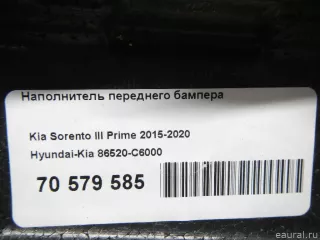 Наполнитель переднего бампера
Kia Sorento III Prime 2015-2020
Hyundai-Kia 86520-C6000
70 579 585
© eaural.ru